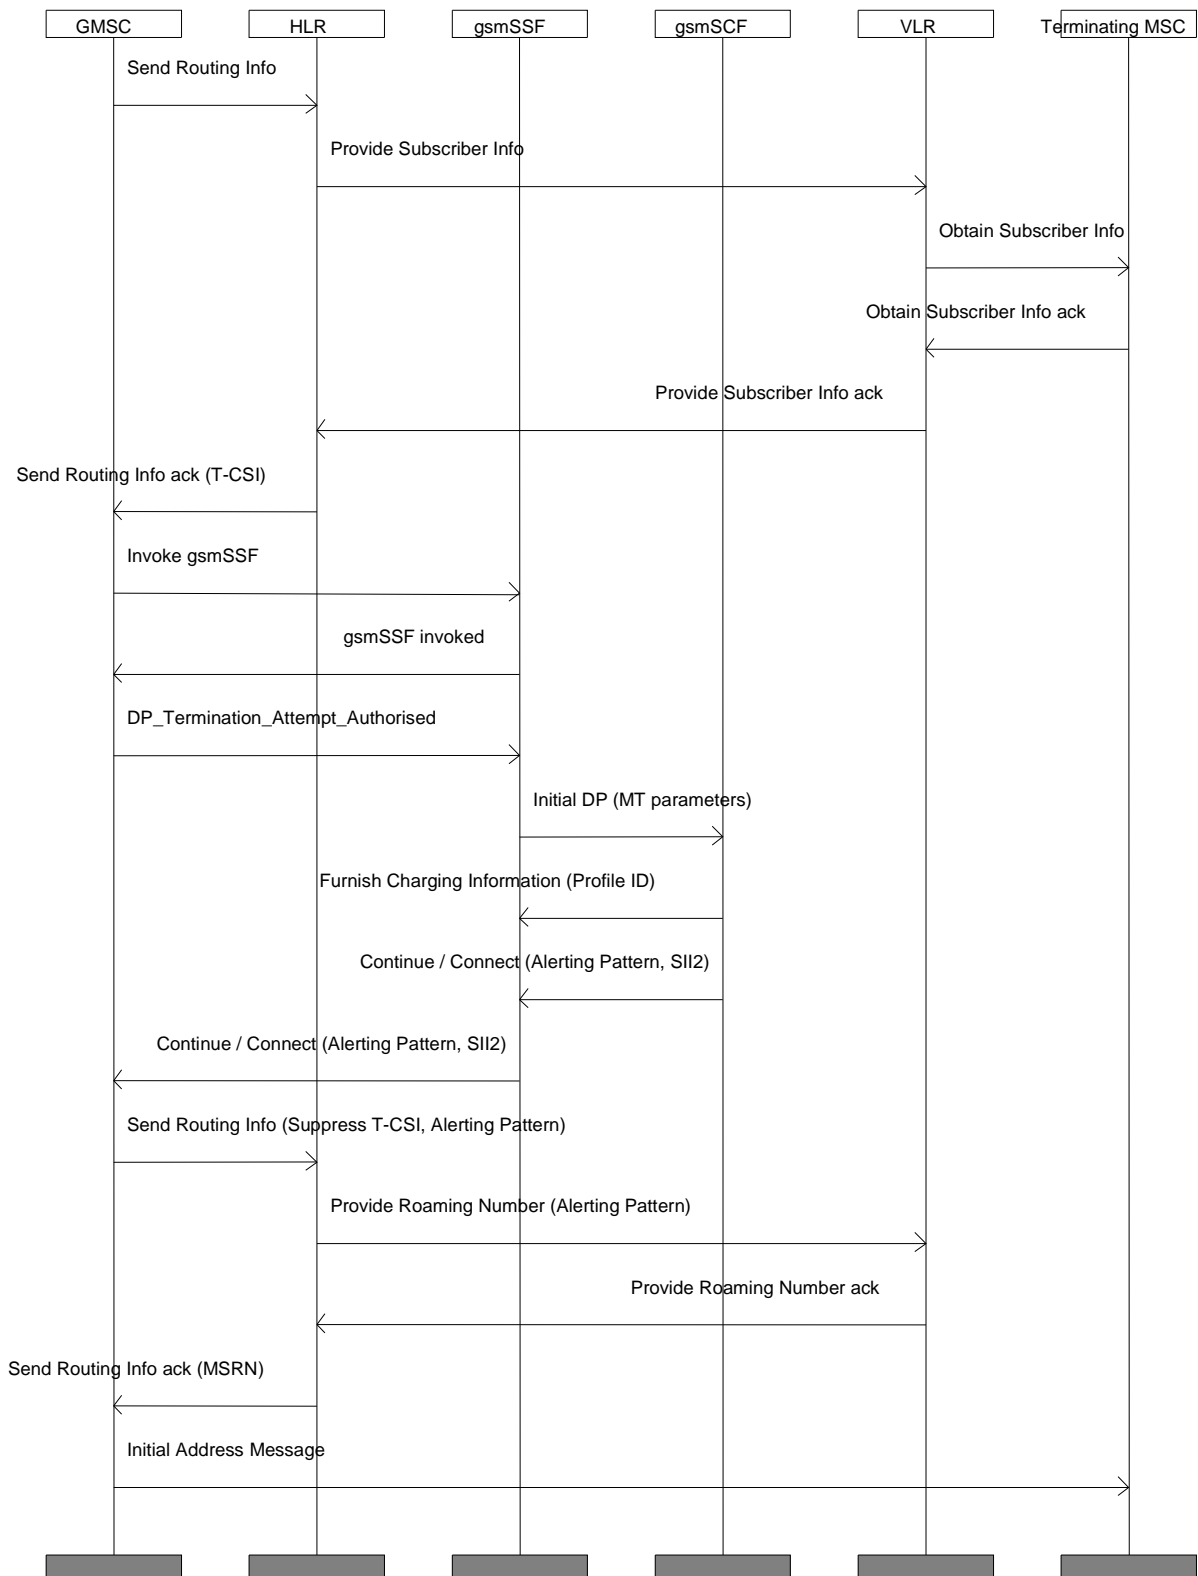 GMSC
HLR
gsmSSF
gsmSCF
VLR
Terminating MSC
Send Routing Info
Provide Subscriber Info
Obtain Subscriber Info
Obtain Subscriber Info ack
Provide Subscriber Info ack
Send Routing Info ack (T-CSI)
Invoke gsmSSF
gsmSSF invoked
DP_Termination_Attempt_Authorised
Initial DP (MT parameters)
Furnish Charging Information (Profile ID)
Continue / Connect (Alerting Pattern, SII2)
Continue / Connect (Alerting Pattern, SII2)
Send Routing Info (Suppress T-CSI, Alerting Pattern)
Provide Roaming Number (Alerting Pattern)
Provide Roaming Number ack
Send Routing Info ack (MSRN)
Initial Address Message